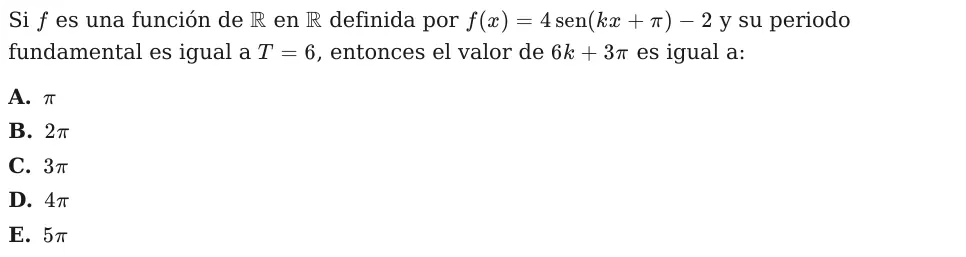 Si f es una función de ℝ en ℝ definida por f(x) = 4 sen(kx + π) − 2 y su periodo
fundamental es igual a T = 6, entonces el valor de 6k + 3π es igual a:
A. π
B. 2π
C. 3π
D. 4π
E. 5π